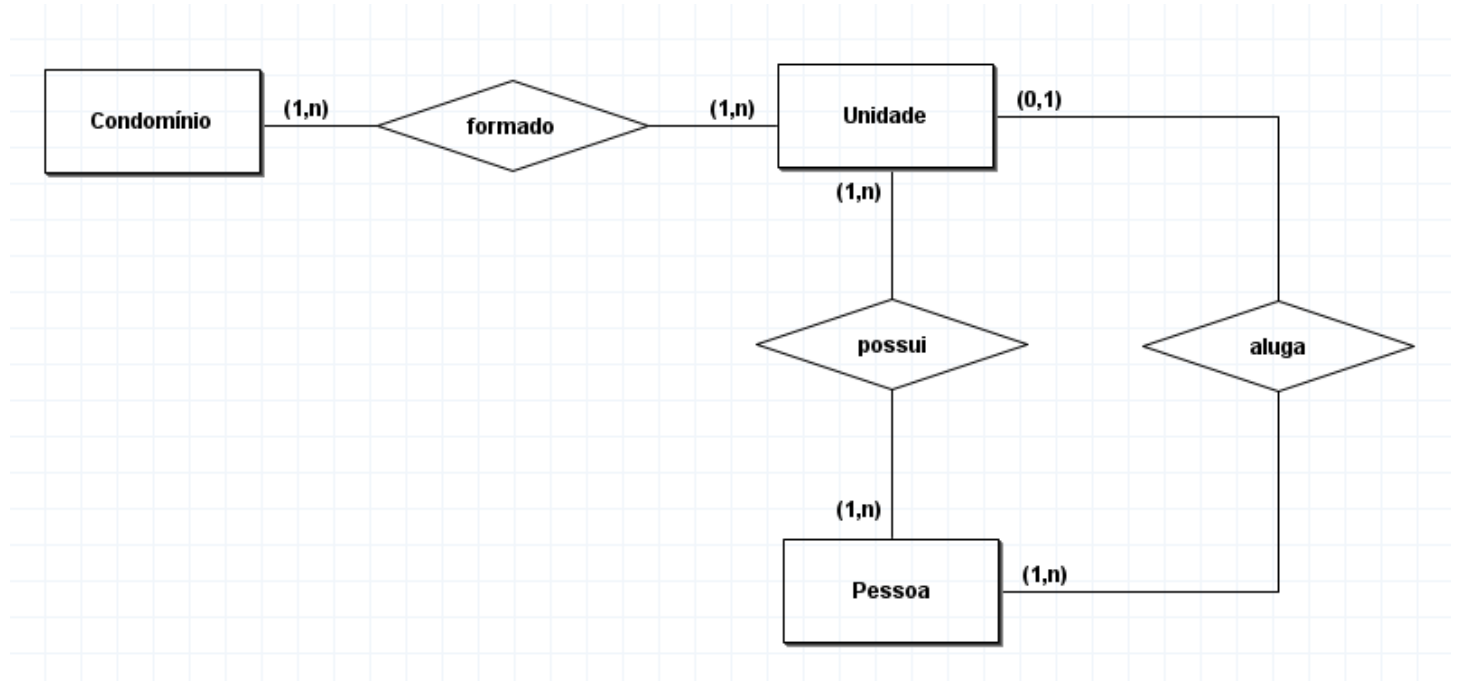 Condomínio
(1,n)
formado
(1,n)
Unidade
(0,1)
(1,n)
possui
aluga
(1,n)
Pessoa
(1,n)